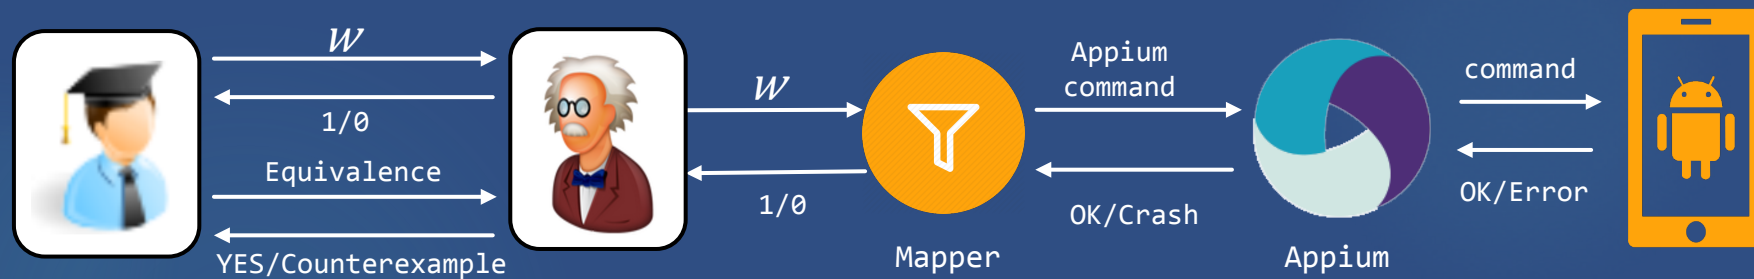 w
1/0
Equivalence
YES/Counterexample
w
1/0
Mapper
Appium
command
OK/Crash
Appium
command
OK/Error